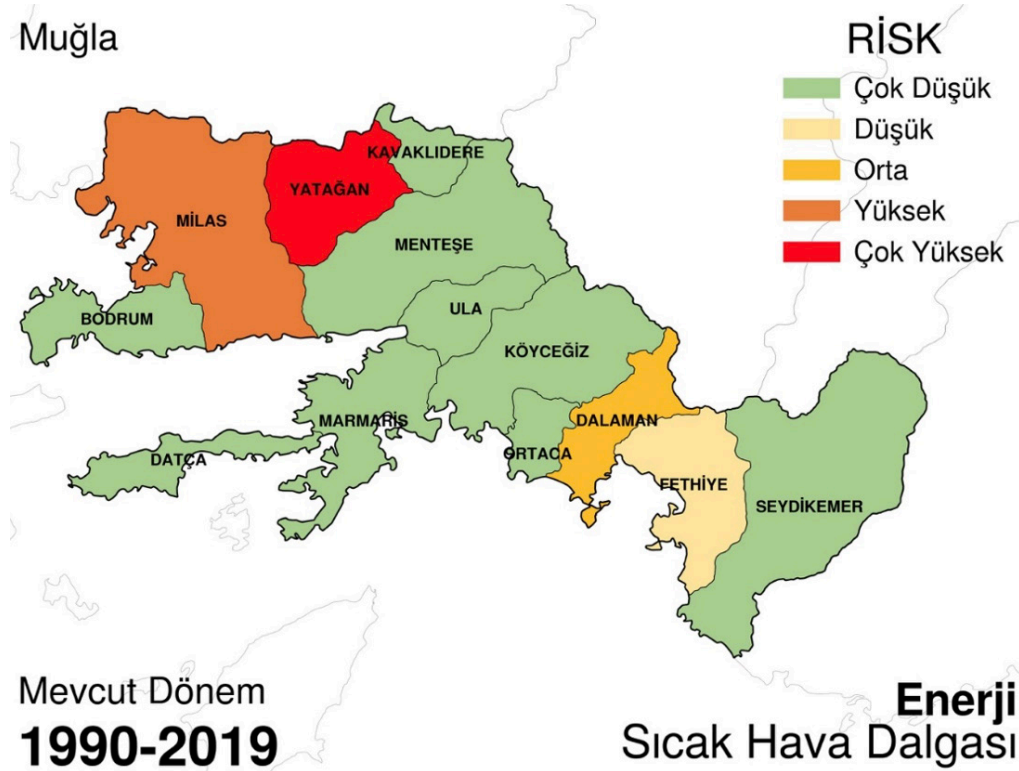 Muğla
RİSK
Çok Düşük
Düşük
Orta
Yüksek
Çok Yüksek
KAVAKLIDERE
YATAĞAN
MİLAS
MENTEŞE
ULA
BODRUM
KÖYCEĞİZ
MARMARİS
DALAMAN
ORTACA
DATÇA
FETHİYE
SEYDİKEMER
Mevcut Dönem
1990-2019
Enerji
Sıcak Hava Dalgası